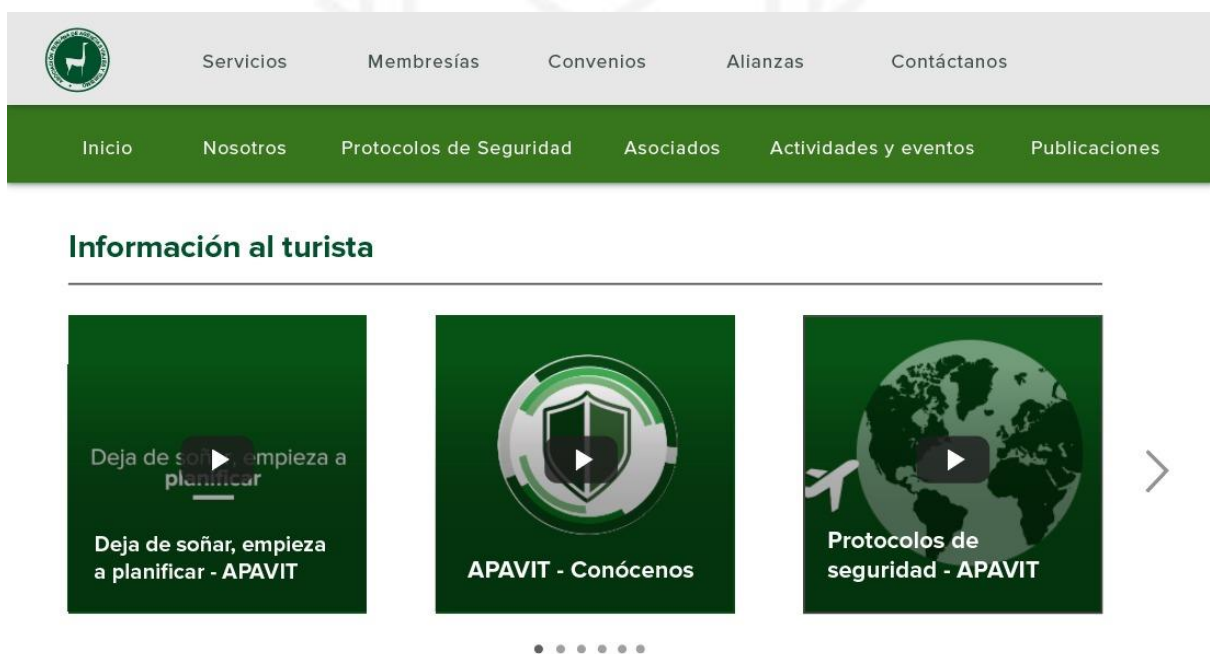 Servicios Membresías Convenios Alianzas Contáctanos
Inicio Nosotros Protocolos de Seguridad Asociados Actividades y eventos Publicaciones
Información al turista
Deja de soñar, empieza a
planificar
Deja de soñar, empieza
a planificar - APAVIT
APAVIT - Conócenos
Protocolos de
seguridad - APAVIT